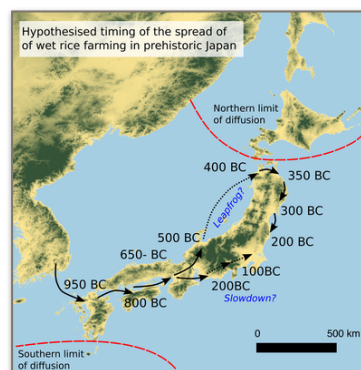 Hypothesised timing of the spread of
of wet rice farming in prehistoric Japan
Northern limit
of diffusion
400 BC
350 BC
Leapfrog?
300 BC
500 BC
200 BC
650- BC
100BC
950 BC
200BC
800 BC
Slowdown?
0
500 km
Southern limit
of diffusion